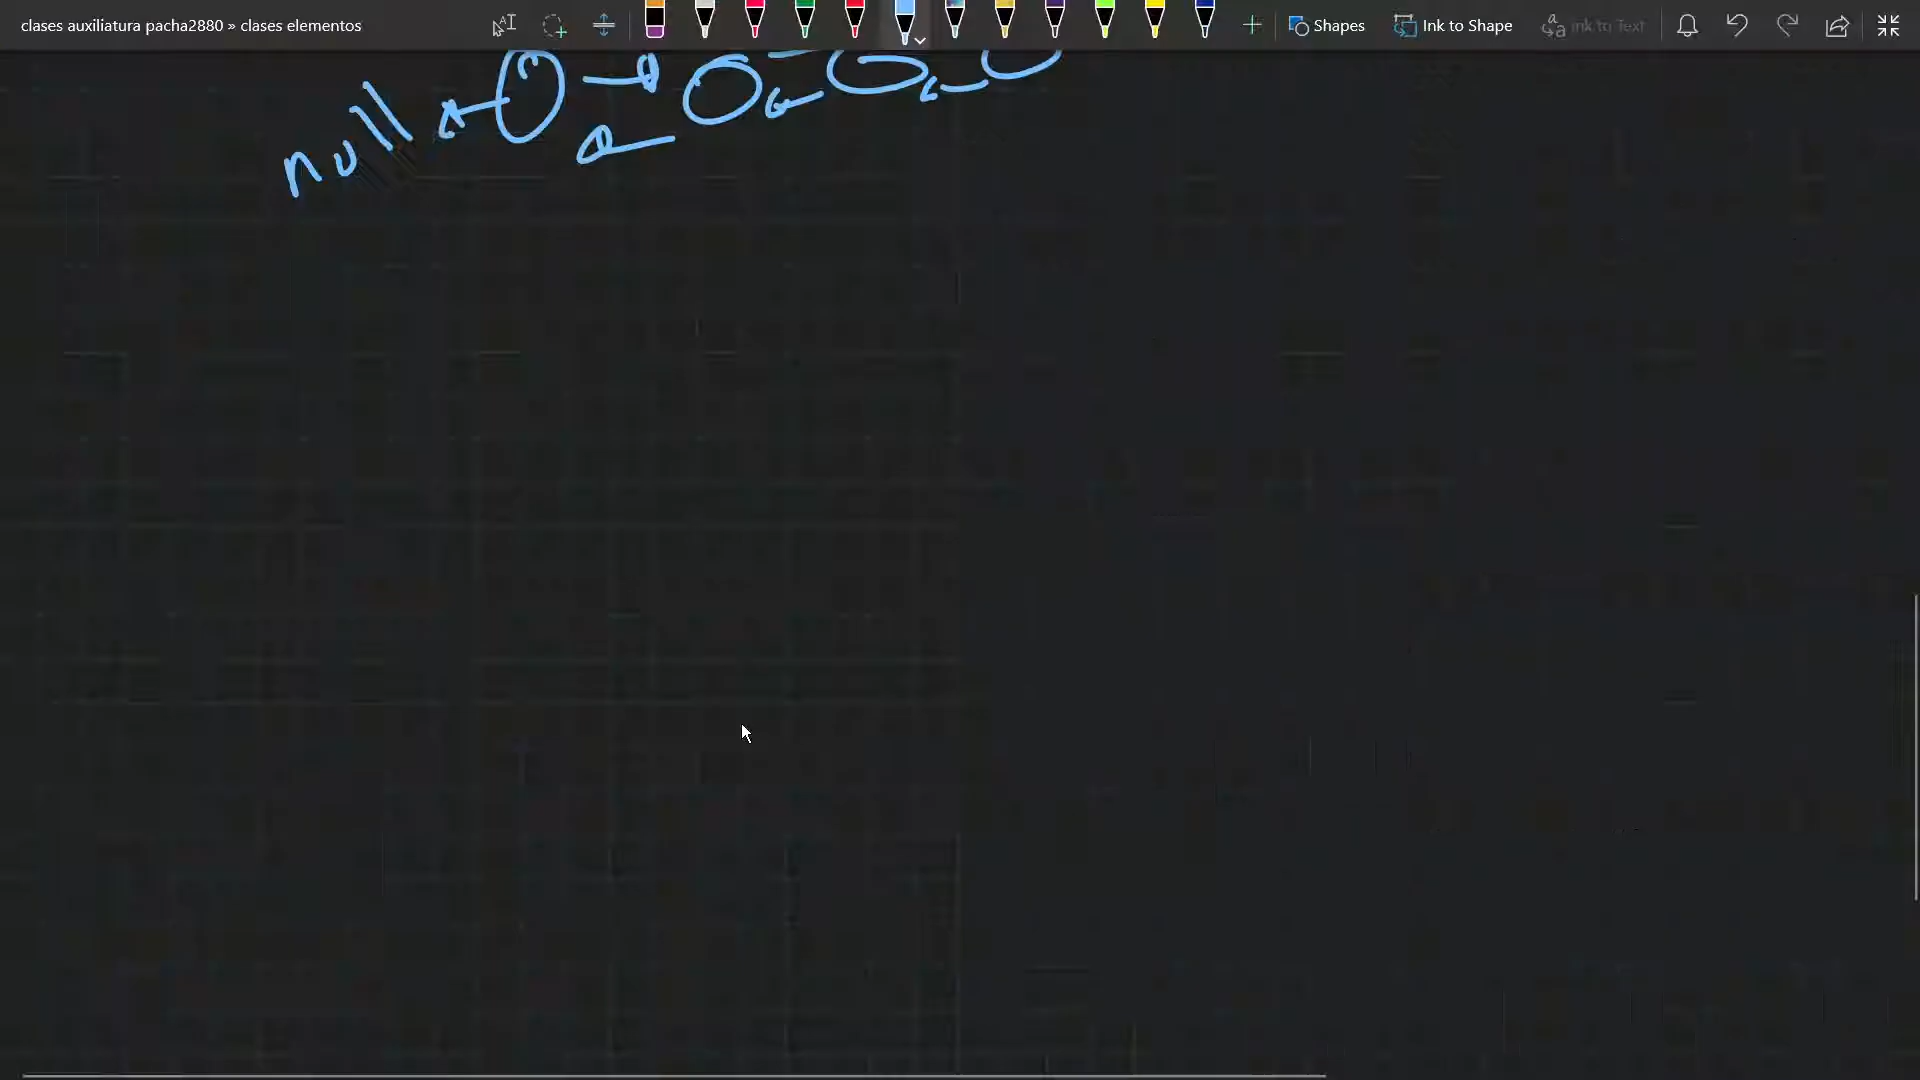 clases auxiliatura pacha2880 » clases elementos
Shapes
Ink to Shape
Ink to Text
null